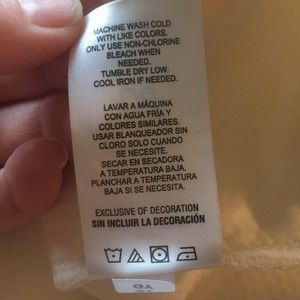 MACHINE WASH COLD
WITH LIKE COLORS.
ONLY USE NON-CHLORINE
BLEACH WHEN
NEEDED.
TUMBLE DRY LOW.
COOL IRON IF NEEDED.
LAVAR A MÁQUINA
CON AGUA FRÍA Y
COLORES SIMILARES.
USAR BLANQUEADOR SIN
CLORO SOLO CUANDO
SE NECESITE.
SECAR EN SECADORA
A TEMPERATURA BAJA,
PLANCHAR A TEMPERATURA
BAJA SI SE NECESITA.
EXCLUSIVE OF DECORATION
SIN INCLUIR LA DECORACIÓN